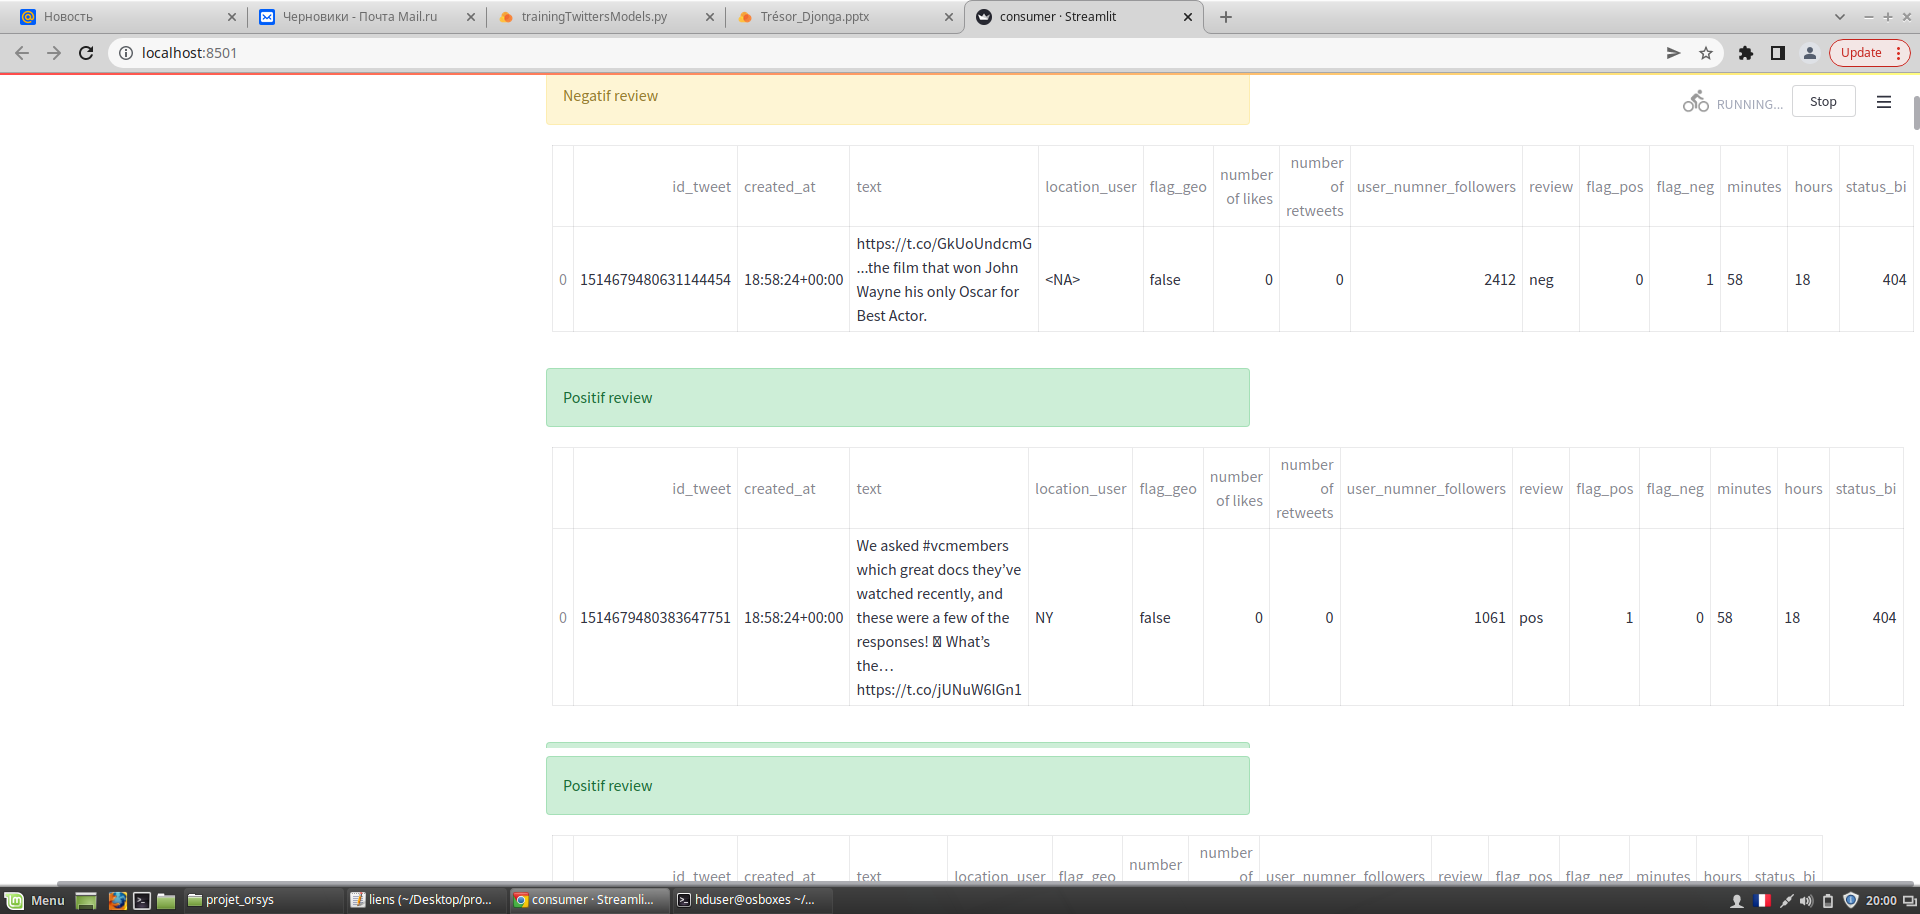 Новость
Черновики - Почта Mail.ru
trainingTwittersModels.py
Trésor_Djonga.pptx
consumer · Streamlit
localhost:8501
Update
Negatif review
RUNNING...
Stop
id_tweet created_at text location_user flag_geo number of likes number of retweets user_numner_followers review flag_pos flag_neg minutes hours status_bi
0 1514679480631144454 18:58:24+00:00 https://t.co/GkUoUndcmG
...the film that won John
Wayne his only Oscar for
Best Actor.
<NA> false 0 0 2412 neg 0 1 58 18 404
Positif review
id_tweet created_at text location_user flag_geo number of likes number of retweets user_numner_followers review flag_pos flag_neg minutes hours status_bi
0 1514679480383647751 18:58:24+00:00 We asked #vcmembers
which great docs they’ve
watched recently, and
these were a few of the
responses! What’s
the…
https://t.co/jUNuW6lGn1
NY false 0 0 1061 pos 1 0 58 18 404
Positif review
id_tweet created_at text location_user flag_geo number number of user_numner_followers review flag_pos flag_neg minutes hours status_bi
Menu
projet_orsys
liens (~/Desktop/pro...
consumer · Streamli...
hduser@osboxes ~/...
20:00